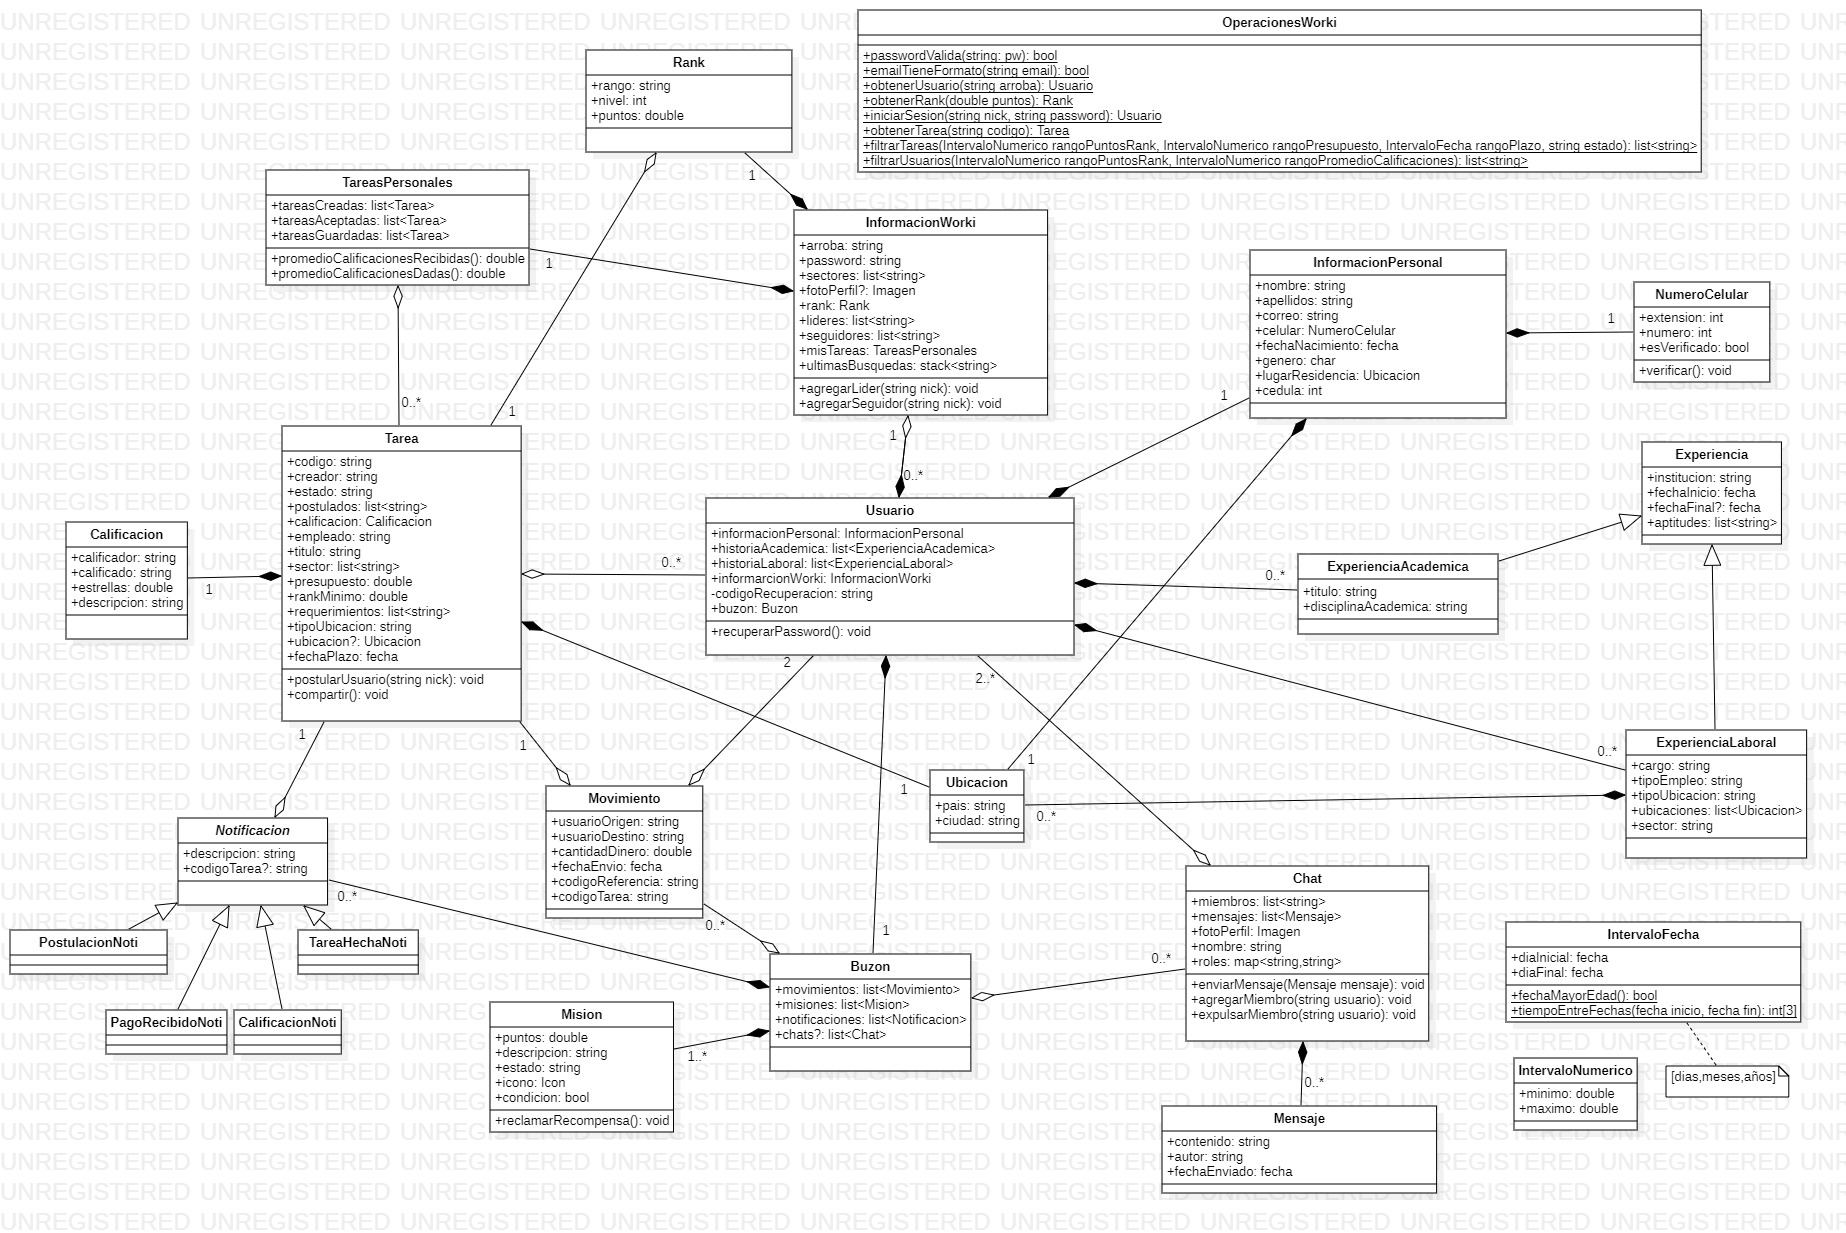 OperacionesWorki
+passwordValida(string: pw): bool
+emailTieneFormato(string email): bool
+obtenerUsuario(string arroba): Usuario
+obtenerRank(double puntos): Rank
+iniciarSesion(string nick, string password): Usuario
+obtenerTarea(string codigo): Tarea
+filtrarTareas(IntervaloNumerico rangoPuntosRank, IntervaloNumerico rangoPresupuesto, IntervaloFecha rangoPlazo, string estado): list<string>
+filtrarUsuarios(IntervaloNumerico rangoPuntosRank, IntervaloNumerico rangoPromedioCalificaciones): list<string>
Rank
+rango: string
+nivel: int
+puntos: double
1
TareasPersonales
+tareasCreadas: list<Tarea>
+tareasAceptadas: list<Tarea>
+tareasGuardadas: list<Tarea>
+promedioCalificacionesRecibidas(): double
+promedioCalificacionesDadas(): double
1
0..*
1
InformacionWorki
+arroba: string
+password: string
+sectores: list<string>
+fotoPerfil?: Imagen
+rank: Rank
+lideres: list<string>
+seguidores: list<string>
+misTareas: TareasPersonales
+ultimasBusquedas: stack<string>
+agregarLider(string nick): void
+agregarSeguidor(string nick): void
1
0..*
InformacionPersonal
+nombre: string
+apellidos: string
+correo: string
+celular: NumeroCelular
+fechaNacimiento: fecha
+genero: char
+lugarResidencia: Ubicacion
+cedula: int
1
1
NumeroCelular
+extension: int
+numero: int
+esVerificado: bool
+verificar(): void
Tarea
+codigo: string
+creador: string
+estado: string
+postulados: list<string>
+calificacion: Calificacion
+empleado: string
+titulo: string
+sector: list<string>
+presupuesto: double
+rankMinimo: double
+requerimientos: list<string>
+tipoUbicacion: string
+ubicacion?: Ubicacion
+fechaPlazo: fecha
+postularUsuario(string nick): void
+compartir(): void
Calificacion
+calificador: string
+calificado: string
+estrellas: double
+descripcion: string
1
0..*
Usuario
+informacionPersonal: InformacionPersonal
+historiaAcademica: list<ExperienciaAcademica>
+historiaLaboral: list<ExperienciaLaboral>
+informarcionWorki: InformacionWorki
-codigoRecuperacion: string
+buzon: Buzon
+recuperarPassword(): void
Experiencia
+institucion: string
+fechaInicio: fecha
+fechaFinal?: fecha
+aptitudes: list<string>
0..*
ExperienciaAcademica
+titulo: string
+disciplinaAcademica: string
2
2..*
1
1
0..*
ExperienciaLaboral
+cargo: string
+tipoEmpleo: string
+tipoUbicacion: string
+ubicaciones: list<Ubicacion>
+sector: string
1
1
0..*
Ubicacion
+pais: string
+ciudad: string
Movimiento
+usuarioOrigen: string
+usuarioDestino: string
+cantidadDinero: double
+fechaEnvio: fecha
+codigoReferencia: string
+codigoTarea: string
0..*
Notificacion
+descripcion: string
+codigoTarea?: string
0..*
PostulacionNoti
TareaHechaNoti
PagoRecibidoNoti
CalificacionNoti
1
Buzon
+movimientos: list<Movimiento>
+misiones: list<Mision>
+notificaciones: list<Notificacion>
+chats?: list<Chat>
0..*
Chat
+miembros: list<string>
+mensajes: list<Mensaje>
+fotoPerfil: Imagen
+nombre: string
+roles: map<string,string>
+enviarMensaje(Mensaje mensaje): void
+agregarMiembro(string usuario): void
+expulsarMiembro(string usuario): void
0..*
Mision
+puntos: double
+descripcion: string
+estado: string
+icono: Icon
+condicion: bool
+reclamarRecompensa(): void
1..*
Mensaje
+contenido: string
+autor: string
+fechaEnviado: fecha
IntervaloFecha
+diaInicial: fecha
+diaFinal: fecha
+fechaMayorEdad(): bool
+tiempoEntreFechas(fecha inicio, fecha fin): int[3]
IntervaloNumerico
+minimo: double
+maximo: double
[dias,meses,años]
UNREGISTERED